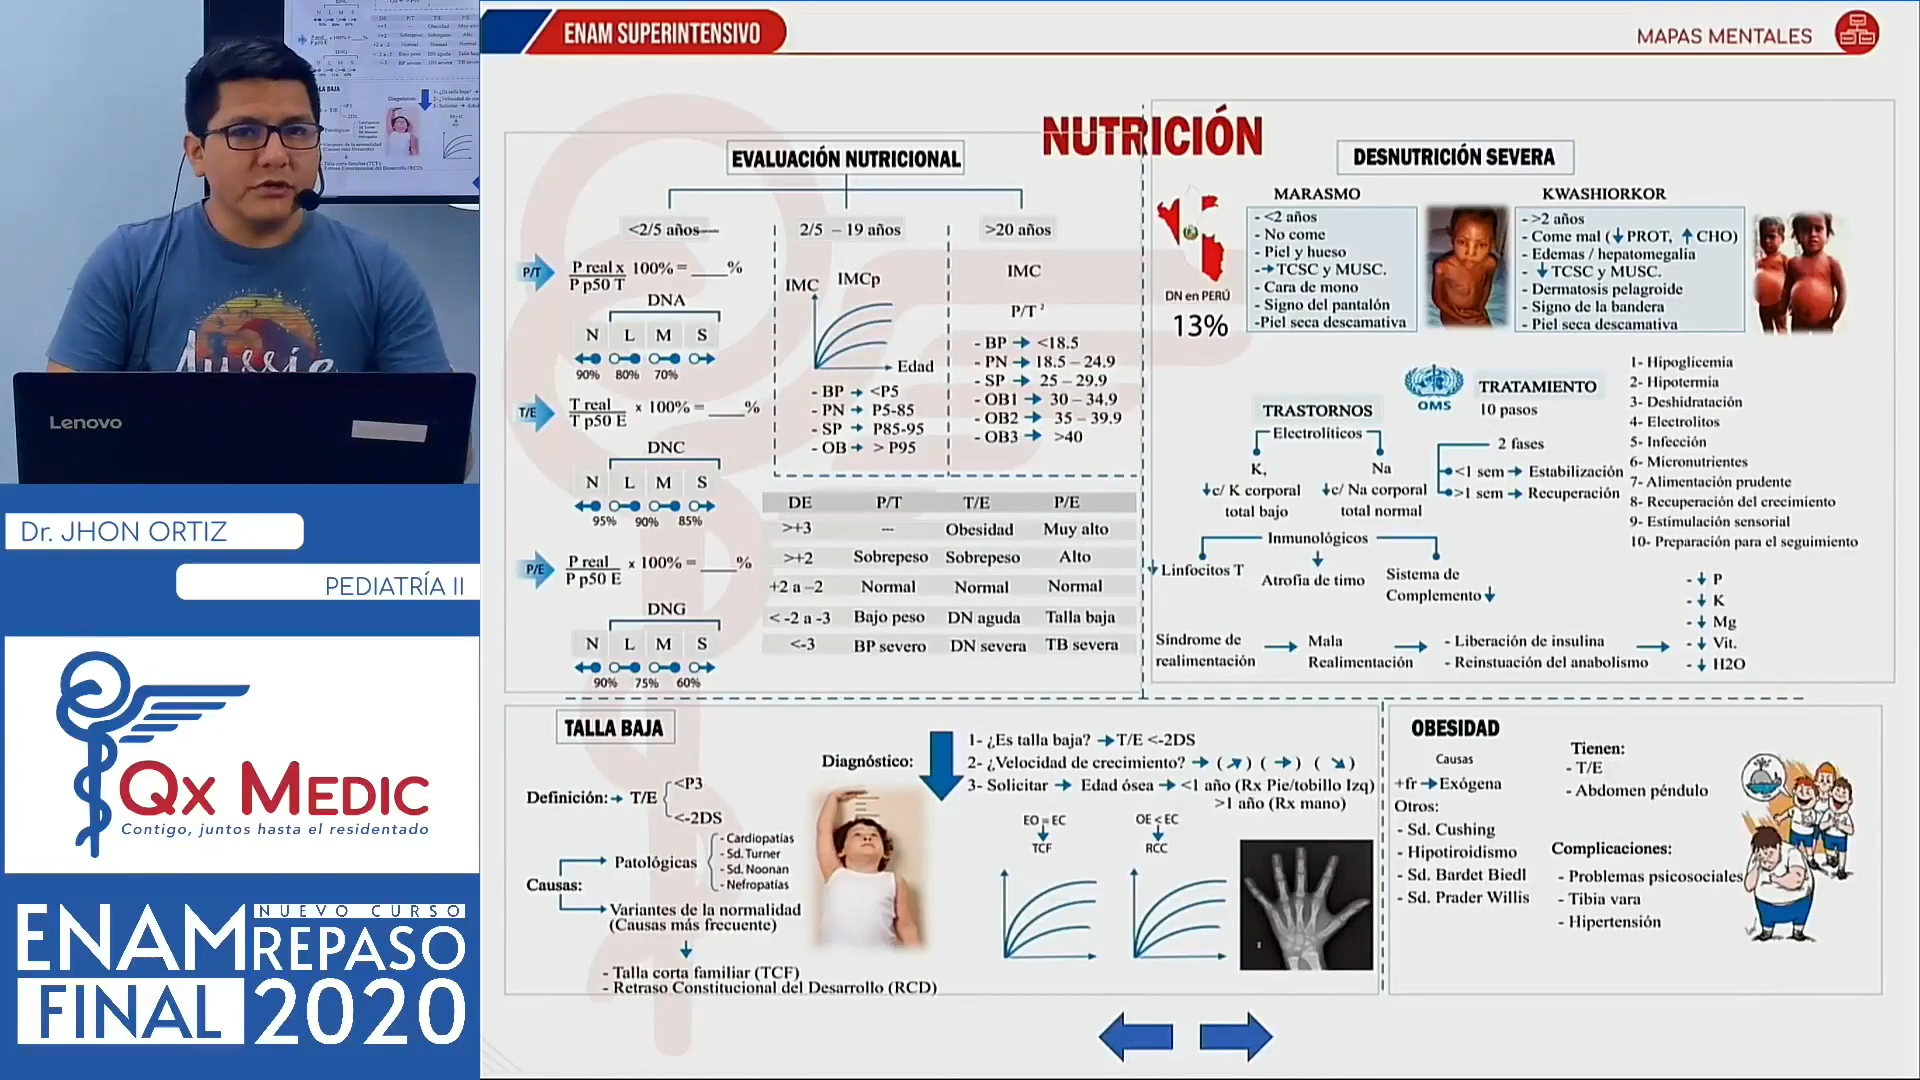 ENAM SUPERINTENSIVO
MAPAS MENTALES
NUTRICIÓN
EVALUACIÓN NUTRICIONAL
<2/5 años
2/5 – 19 años
>20 años
P/T
P real x 100% = ____%
P p50 T
DNA
N L M S
90% 80% 70%
T/E
T real x 100% = ____%
T p50 E
DNC
N L M S
95% 90% 85%
P/E
P real x 100% = ____%
P p50 E
DNG
N L M S
90% 75% 60%
IMC IMCp
Edad
- BP → <P5
- PN → P5-85
- SP → P85-95
- OB → > P95
IMC
P/T ²
- BP → <18.5
- PN → 18.5 – 24.9
- SP → 25 – 29.9
- OB1 → 30 – 34.9
- OB2 → 35 – 39.9
- OB3 → >40
DE P/T T/E P/E
>+3 --- Obesidad Muy alto
>+2 Sobrepeso Sobrepeso Alto
+2 a –2 Normal Normal Normal
< -2 a -3 Bajo peso DN aguda Talla baja
<-3 BP severo DN severa TB severa
DESNUTRICIÓN SEVERA
DN en PERÚ
13%
MARASMO
- <2 años
- No come
- Piel y hueso
-→TCSC y MUSC.
- Cara de mono
- Signo del pantalón
-Piel seca descamativa
KWASHIORKOR
- >2 años
- Come mal (↓PROT, ↑CHO)
- Edemas / hepatomegalia
- ↓TCSC y MUSC.
- Dermatosis pelagroide
- Signo de la bandera
- Piel seca descamativa
TRASTORNOS
Electrolíticos
K,
↓c/ K corporal
total bajo
Na
↓c/ Na corporal
total normal
Inmunológicos
↓Linfocitos T
Atrofia de timo
Sistema de
Complemento↓
OMS
TRATAMIENTO
10 pasos
2 fases
<1 sem → Estabilización
>1 sem → Recuperación
1- Hipoglicemia
2- Hipotermia
3- Deshidratación
4- Electrolitos
5- Infección
6- Micronutrientes
7- Alimentación prudente
8- Recuperación del crecimiento
9- Estimulación sensorial
10- Preparación para el seguimiento
Síndrome de
realimentación
Mala
Realimentación
- Liberación de insulina
- Reinstuación del anabolismo
- ↓ P
- ↓ K
- ↓ Mg
- ↓ Vit.
- ↓ H2O
TALLA BAJA
Definición: → T/E
<P3
<-2DS
Causas:
Patológicas
- Cardiopatías
- Sd. Turner
- Sd. Noonan
- Nefropatías
Variantes de la normalidad
(Causas más frecuente)
- Talla corta familiar (TCF)
- Retraso Constitucional del Desarrollo (RCD)
Diagnóstico:
1- ¿Es talla baja? →T/E <-2DS
2- ¿Velocidad de crecimiento? → (↗) (→) (↘)
3- Solicitar → Edad ósea → <1 año (Rx Pie/tobillo Izq)
>1 año (Rx mano)
EO = EC
TCF
OE < EC
RCC
OBESIDAD
Causas
+fr → Exógena
Otros:
- Sd. Cushing
- Hipotiroidismo
- Sd. Bardet Biedl
- Sd. Prader Willis
Tienen:
- T/E
- Abdomen péndulo
Complicaciones:
- Problemas psicosociales
- Tibia vara
- Hipertensión
Lenovo
Aussie
Dr. JHON ORTIZ
PEDIATRÍA II
QX MEDIC
Contigo, juntos hasta el residentado
NUEVO CURSO
ENAM REPASO
FINAL 2020